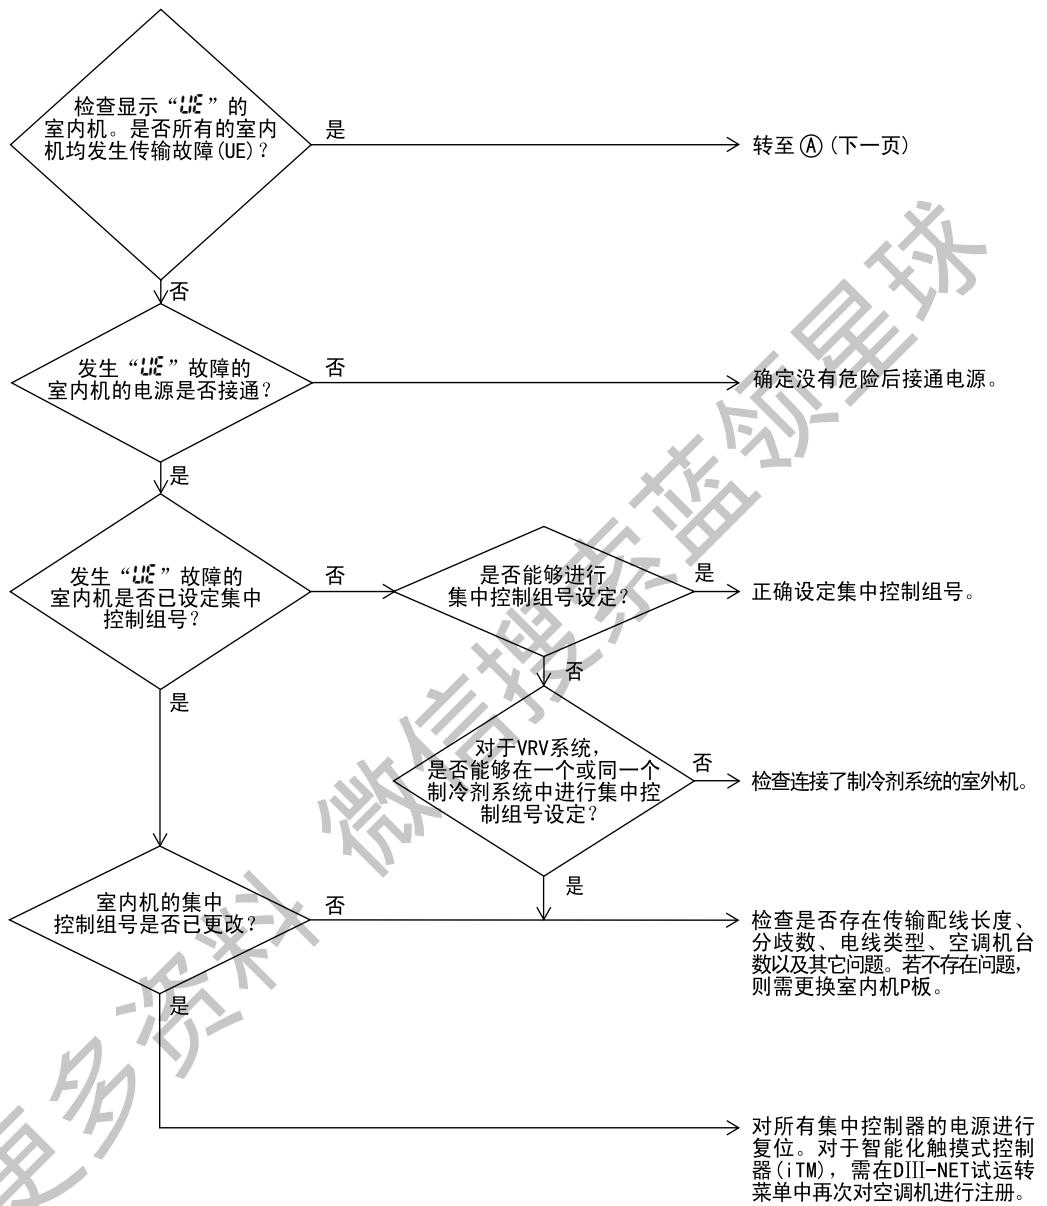 检查显示“UE”的
室内机。是否所有的室内
机均发生传输故障(UE)？
是
转至Ⓐ(下一页)
否
发生“UE”故障的
室内机的电源是否接通？
否
确定没有危险后接通电源。
是
发生“UE”故障的
室内机是否已设定集中
控制组号？
否
是否能够进行
集中控制组号设定？
是
正确设定集中控制组号。
否
是
对于VRV系统，
是否能够在一个或同一个
制冷剂系统中进行集中控
制组号设定？
否
检查连接了制冷剂系统的室外机。
是
室内机的集中
控制组号是否已更改？
否
检查是否存在传输配线长度、
分歧数、电线类型、空调机台
数以及其它问题。若不存在问题，
则需更换室内机P板。
是
对所有集中控制器的电源进行
复位。对于智能化触摸式控制
器(iTM)，需在DIII-NET试运转
菜单中再次对空调机进行注册。
更多资料 微信搜索蓝领星球